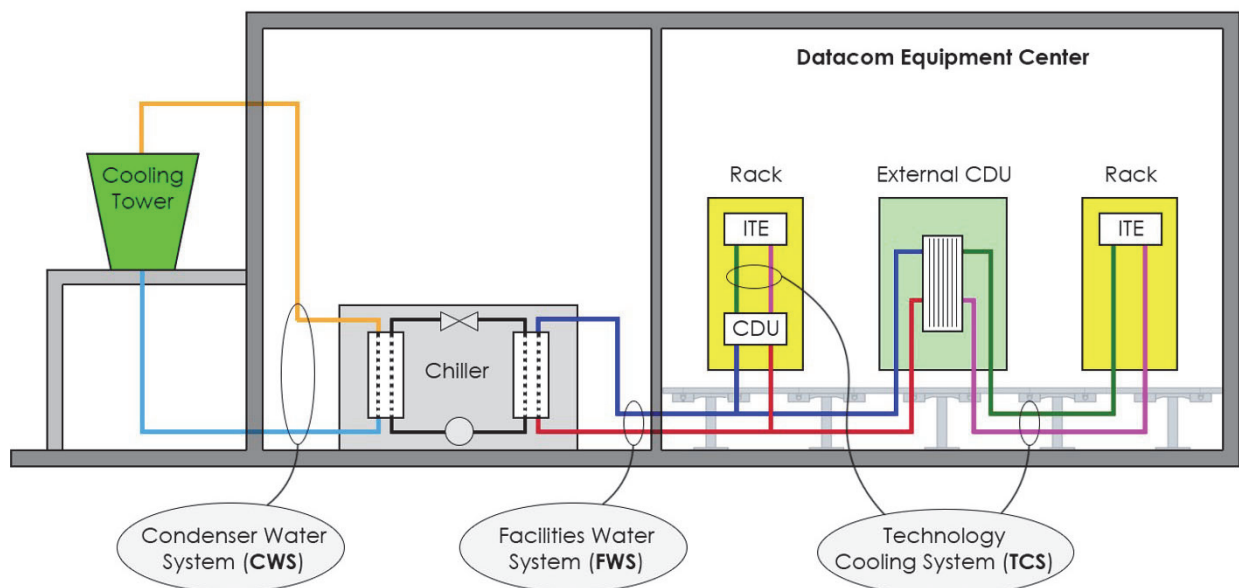 Datacom Equipment Center
Cooling
Tower
Rack
External CDU
Rack
ITE
ITE
CDU
Chiller
Condenser Water
System (CWS)
Facilities Water
System (FWS)
Technology
Cooling System (TCS)